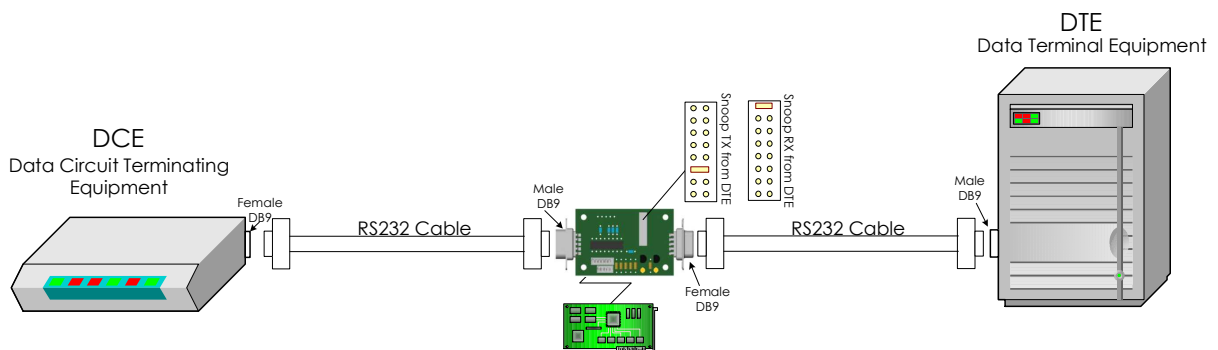 DTE
Data Terminal Equipment
DCE
Data Circuit Terminating
Equipment
Female
DB9
RS232 Cable
Male
DB9
Snoop TX from DTE
Snoop RX from DTE
Female
DB9
RS232 Cable
Male
DB9